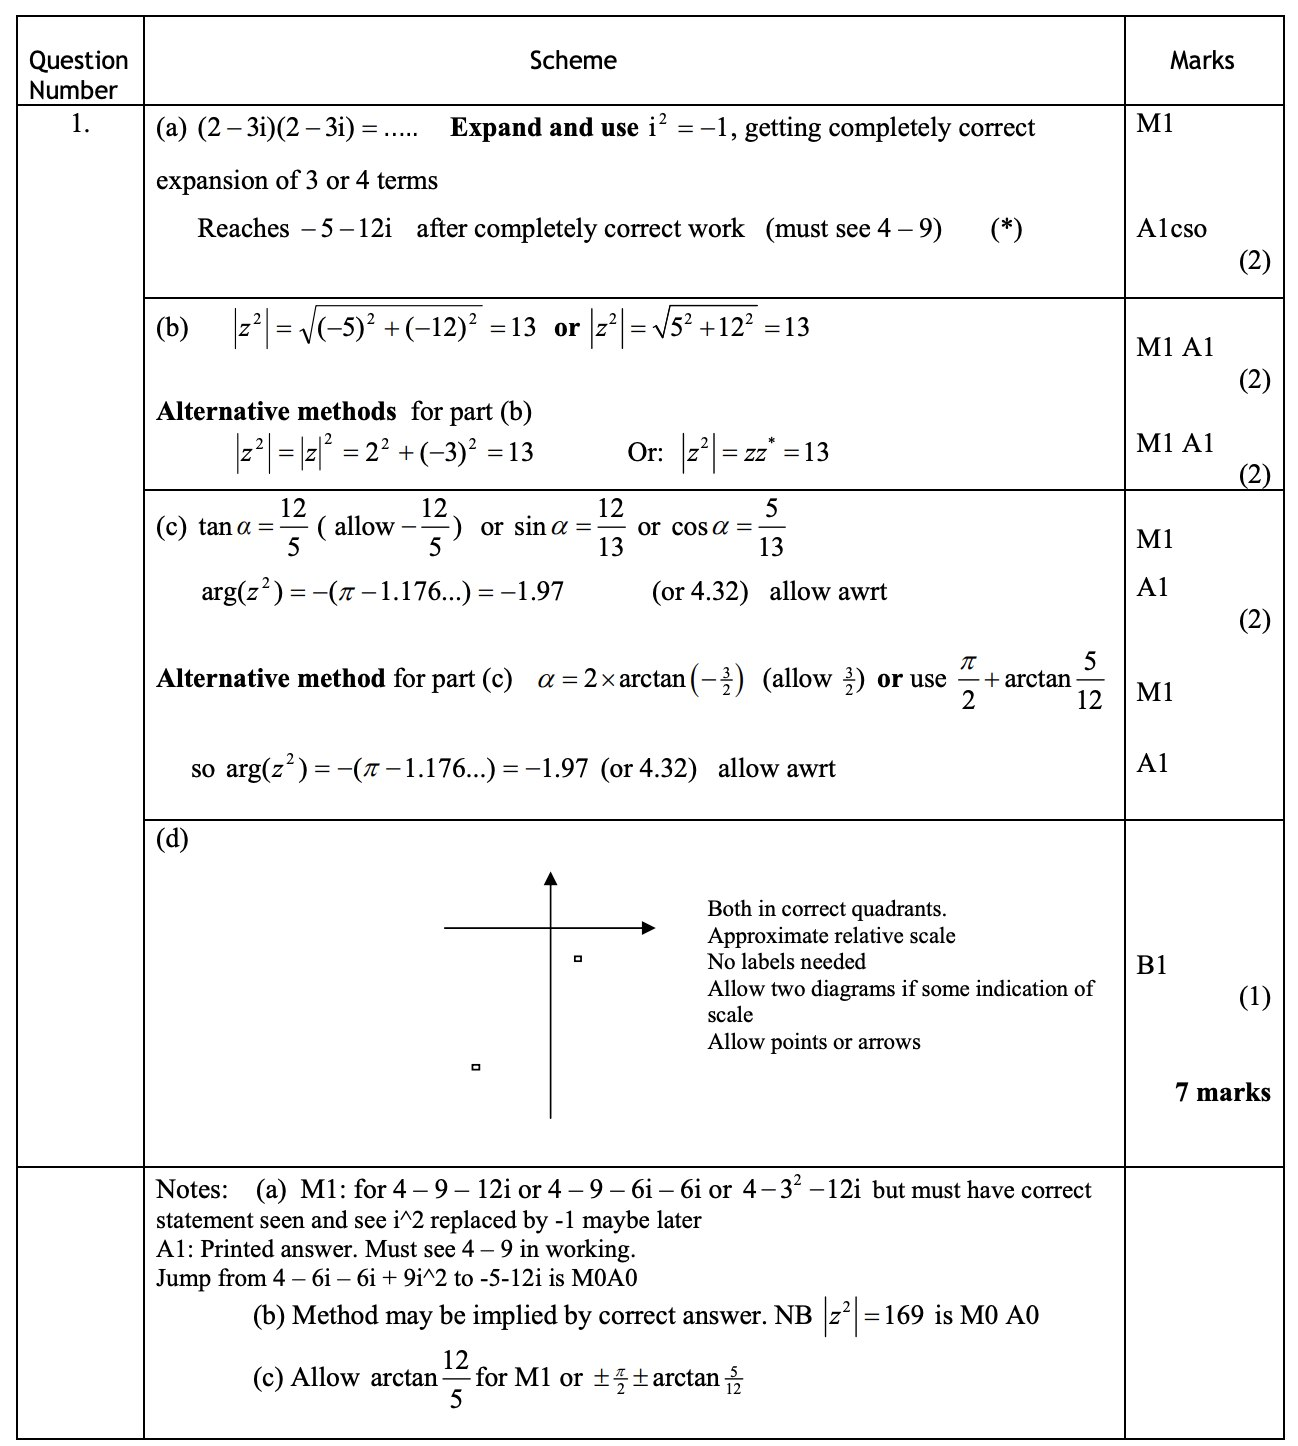 Question Number
Scheme
Marks
1.
(a) (2 – 3i)(2 – 3i) = ..... Expand and use i² = –1, getting completely correct
M1
expansion of 3 or 4 terms
Reaches – 5 – 12i after completely correct work (must see 4 – 9) (*)
A1cso
(2)
(b) |z²| = √((–5)² + (–12)²) = 13 or |z²| = √(5² + 12²) = 13
M1 A1
(2)
Alternative methods for part (b)
|z²| = |z|² = 2² + (–3)² = 13 Or: |z²| = zz* = 13
M1 A1
(2)
(c) tan α = 12/5 ( allow – 12/5 ) or sin α = 12/13 or cos α = 5/13
M1
arg(z²) = –(π – 1.176...) = –1.97 (or 4.32) allow awrt
A1
(2)
Alternative method for part (c) α = 2 × arctan(–3/2) (allow 3/2) or use π/2 + arctan 5/12
M1
so arg(z²) = –(π – 1.176...) = –1.97 (or 4.32) allow awrt
A1
(d)
Both in correct quadrants.
Approximate relative scale
No labels needed
Allow two diagrams if some indication of
scale
Allow points or arrows
B1
(1)
7 marks
Notes: (a) M1: for 4 – 9 – 12i or 4 – 9 – 6i – 6i or 4 – 3² – 12i but must have correct
statement seen and see i^2 replaced by -1 maybe later
A1: Printed answer. Must see 4 – 9 in working.
Jump from 4 – 6i – 6i + 9i^2 to -5-12i is M0A0
(b) Method may be implied by correct answer. NB |z²| = 169 is M0 A0
(c) Allow arctan 12/5 for M1 or ± π/2 ± arctan 5/12